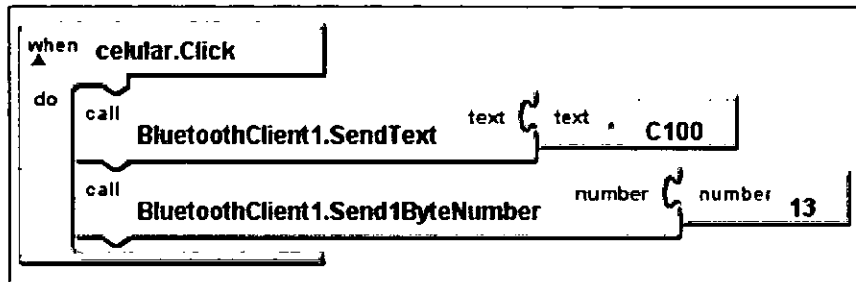 when celular.Click
do
call
BluetoothClient1.SendText text text C100
call
BluetoothClient1.Send1ByteNumber number number 13